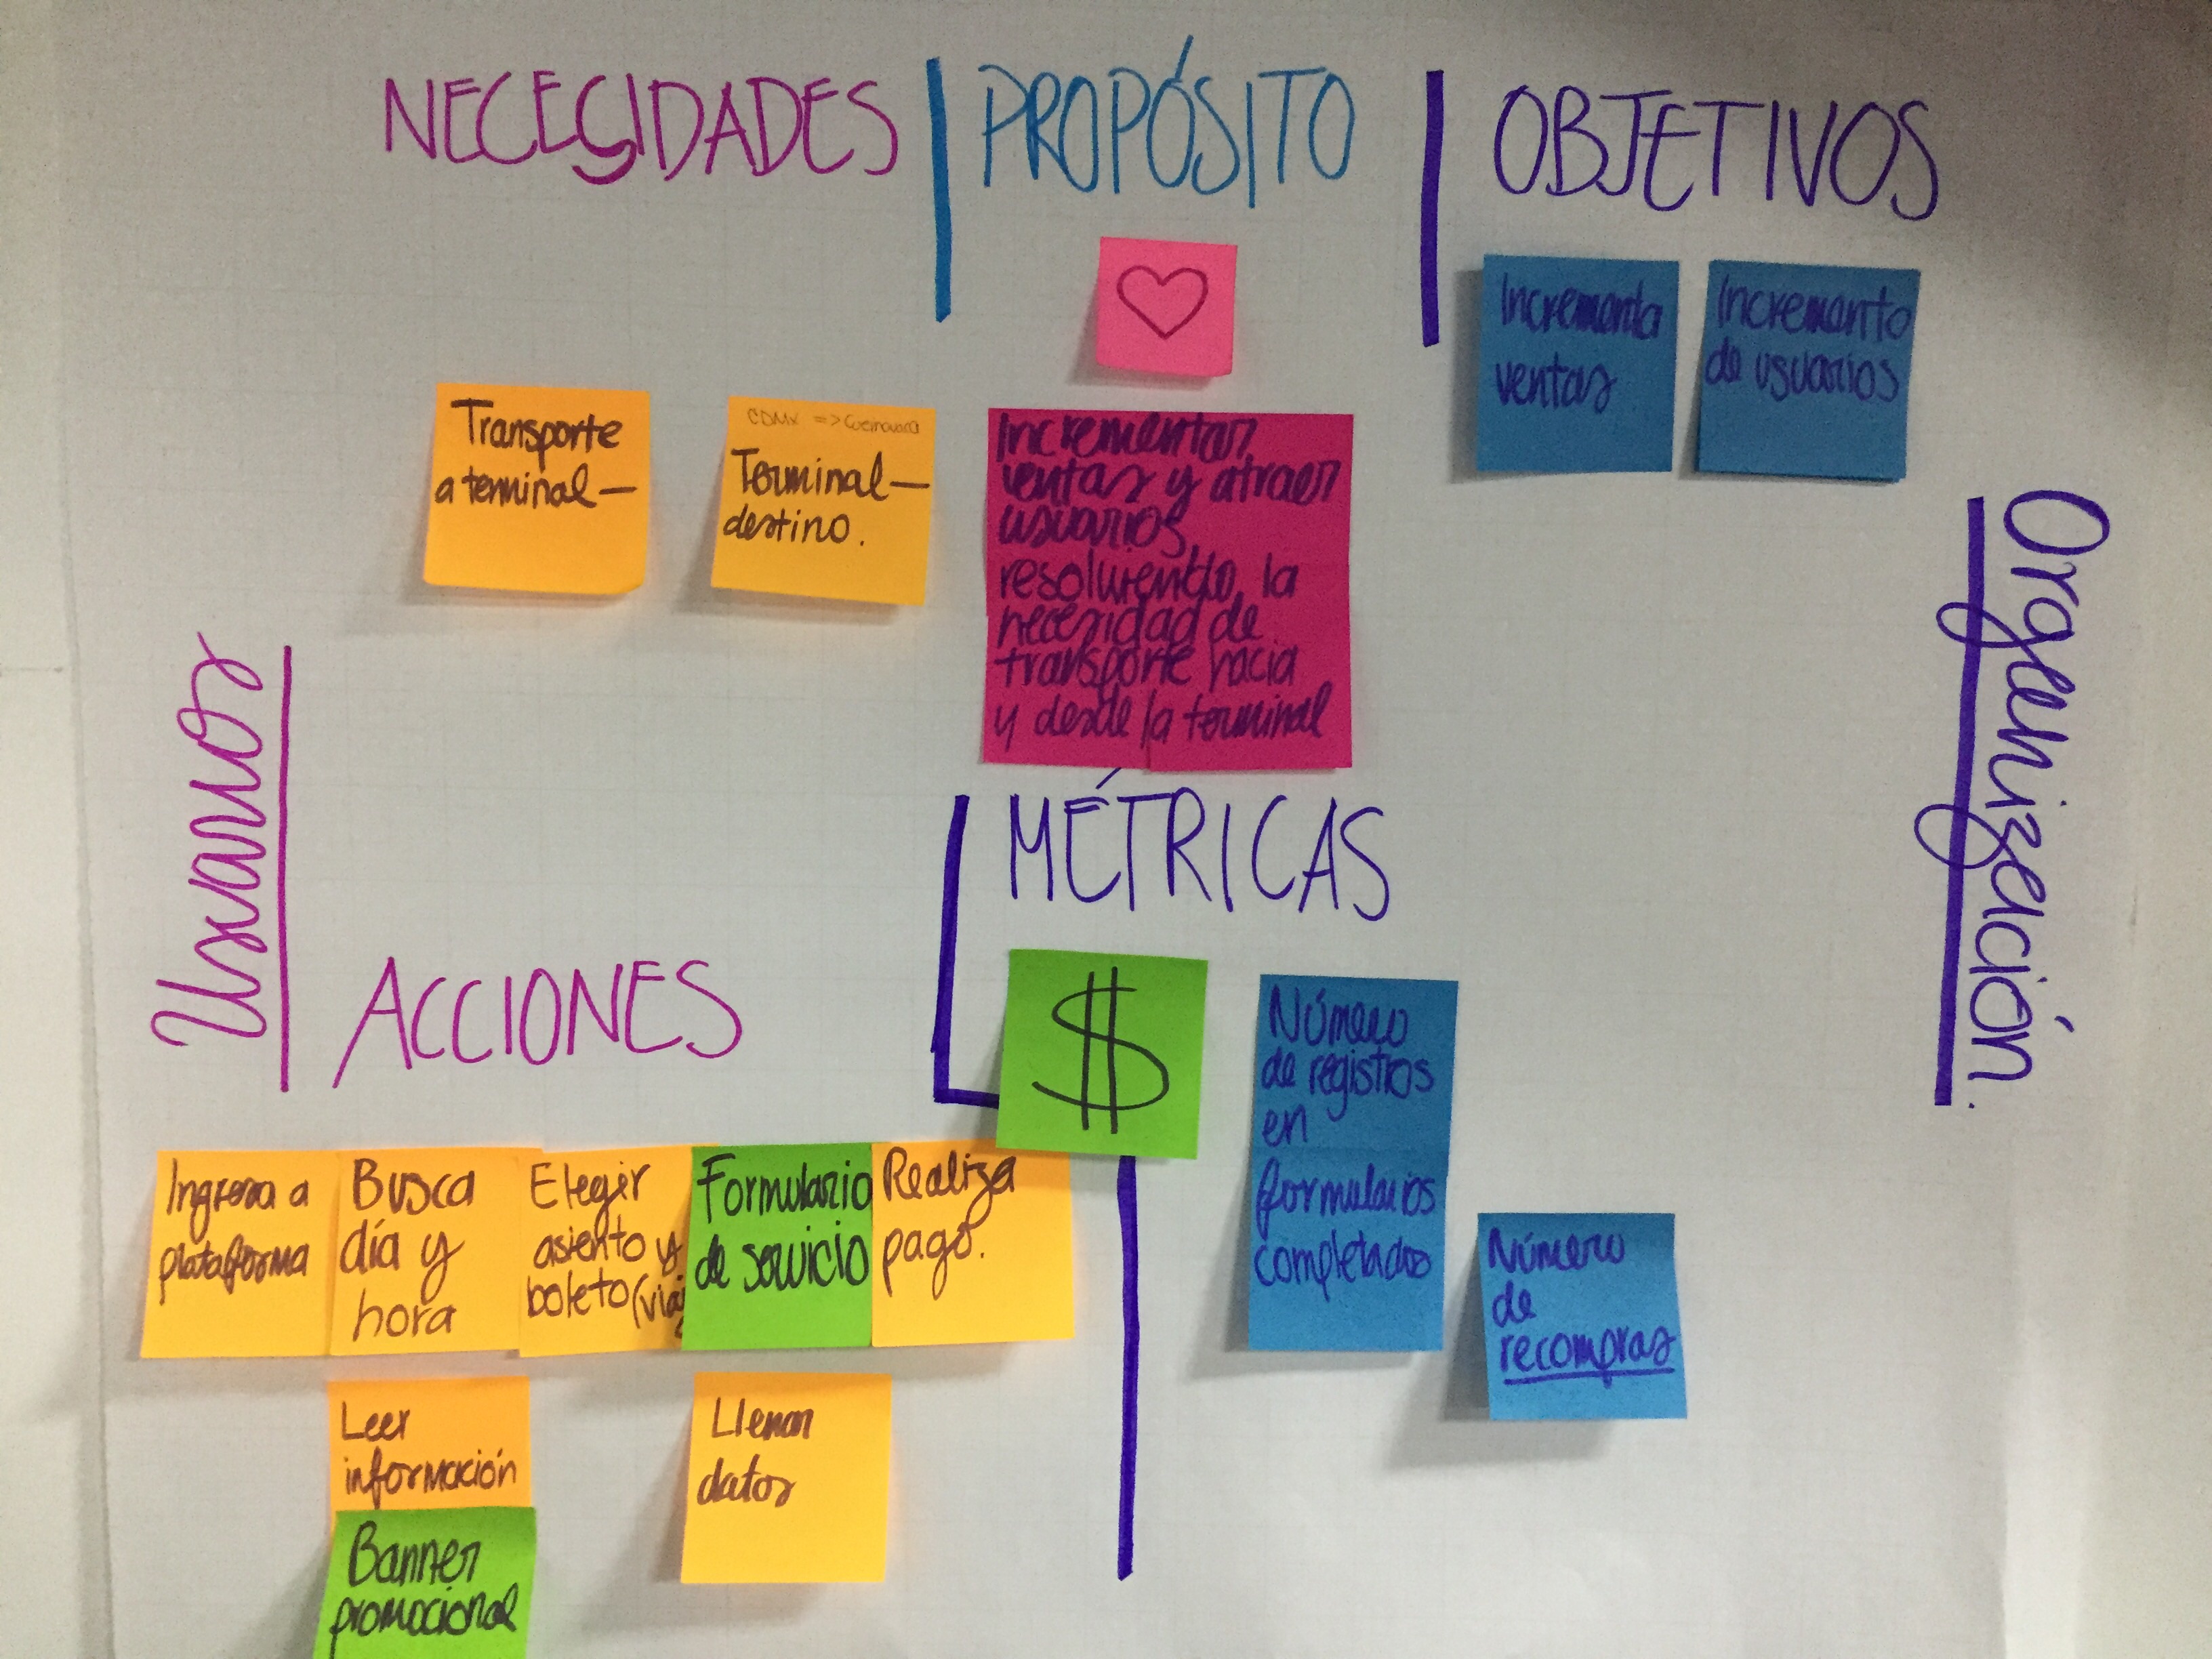 NECESIDADES
PROPÓSITO
OBJETIVOS
Transporte
a terminal—
CDMX => Cuernavaca
Terminal—
destino.
Incrementar
ventas y atraer
usuarios,
resolviendo la
necesidad de
transporte hacia
y desde la terminal
Incrementa
ventas
Incremento
de usuarios
Usuarios
Organización.
MÉTRICAS
$
Número
de registros
en
formularios
completados
Número
de
recompras
ACCIONES
Ingresa a
plataforma
Busca
día y
hora
Elegir
asiento y
boleto
Formulario
de servicio
Realiza
pago.
Leer
información
Llenar
datos
Banner
promocional